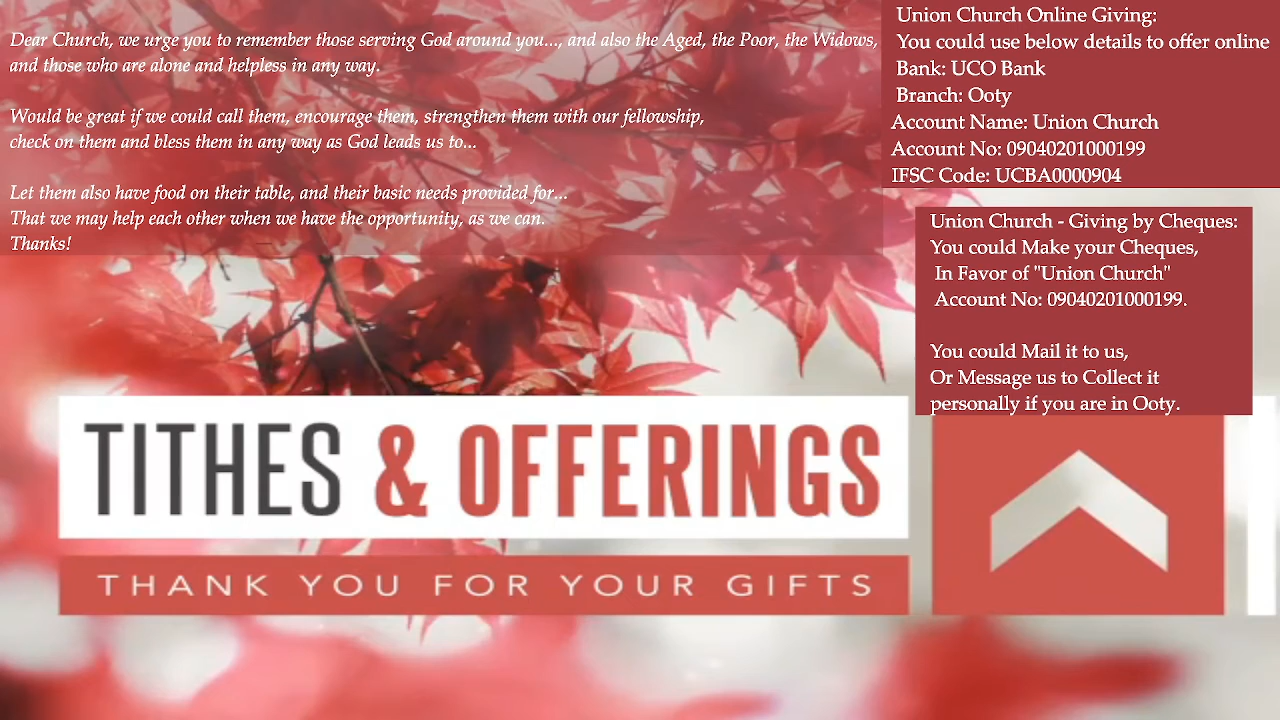 Dear Church, we urge you to remember those serving God around you..., and also the Aged, the Poor, the Widows,
and those who are alone and helpless in any way.
Would be great if we could call them, encourage them, strengthen them with our fellowship,
check on them and bless them in any way as God leads us to...
Let them also have food on their table, and their basic needs provided for...
That we may help each other when we have the opportunity, as we can.
Thanks!
Union Church Online Giving:
You could use below details to offer online
Bank: UCO Bank
Branch: Ooty
Account Name: Union Church
Account No: 09040201000199
IFSC Code: UCBA0000904
Union Church - Giving by Cheques:
You could Make your Cheques,
In Favor of "Union Church"
Account No: 09040201000199.
You could Mail it to us,
Or Message us to Collect it
personally if you are in Ooty.
TITHES & OFFERINGS
THANK YOU FOR YOUR GIFTS